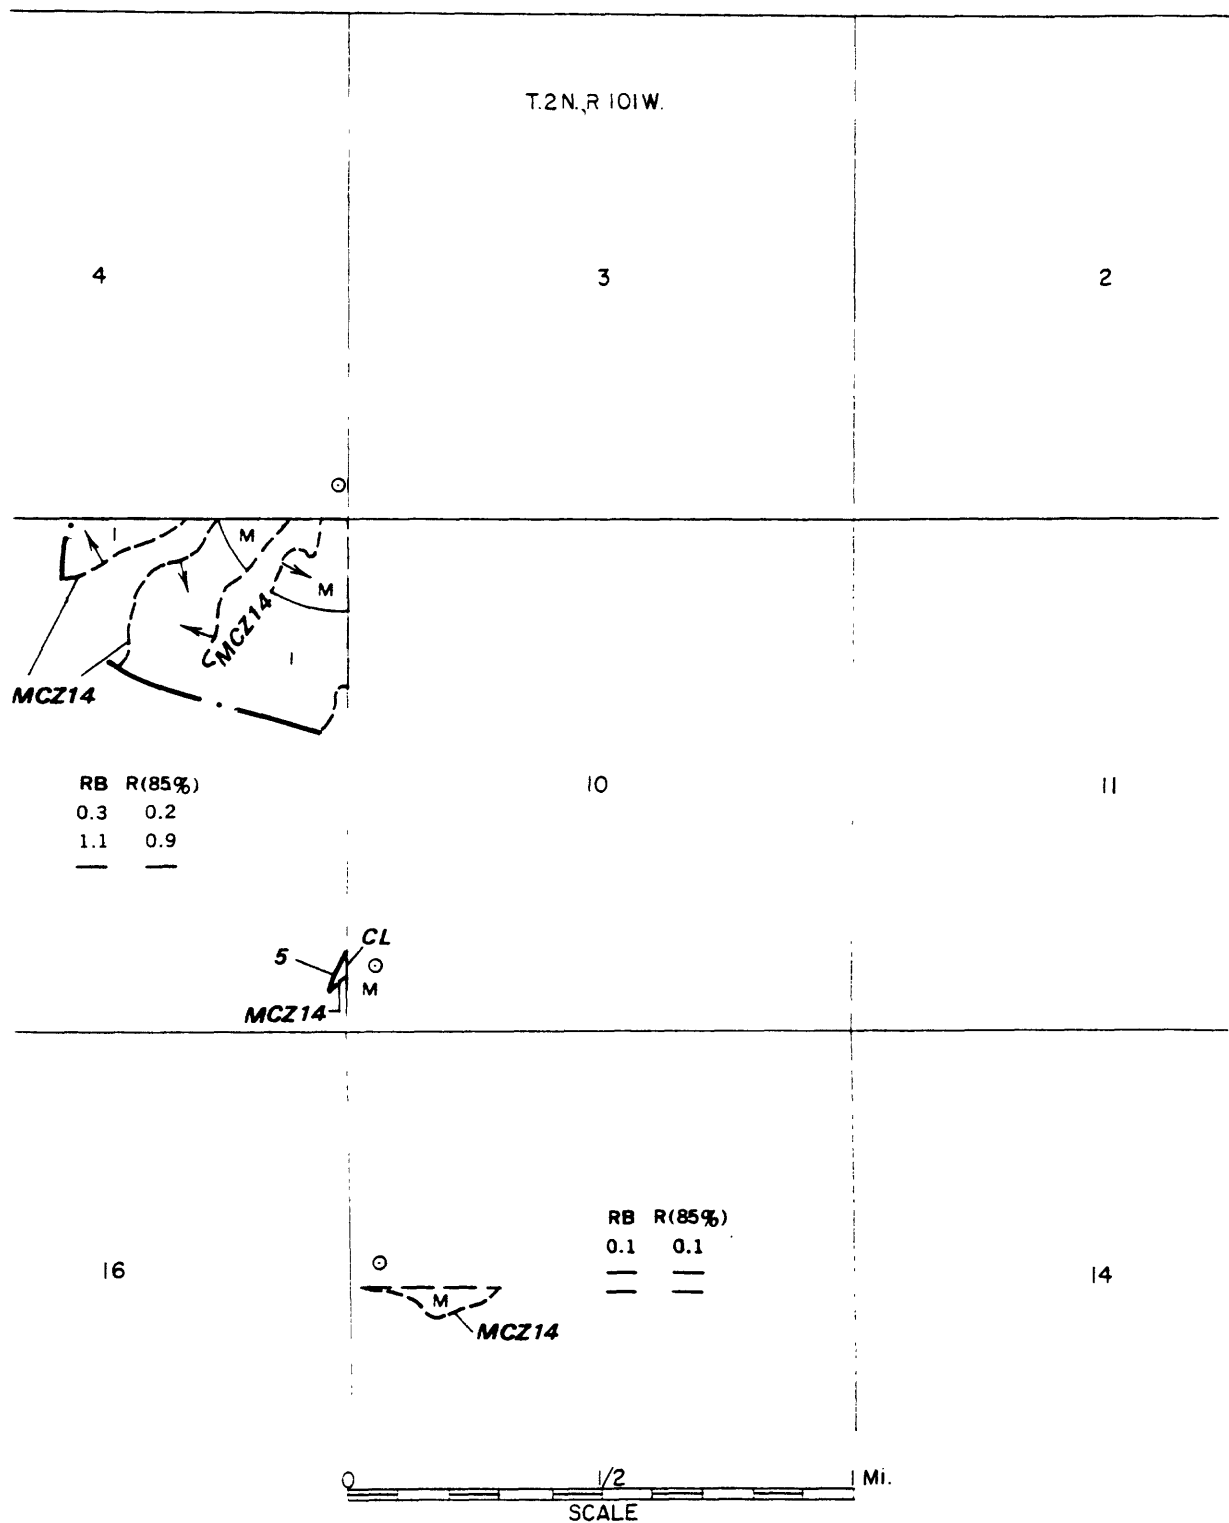 T.2N., R 101W.
4
3
2
I
M
M
MCZ14
I
MCZ14
RB R(85%)
0.3 0.2
1.1 0.9
— —
10
11
CL
5
M
MCZ14
RB R(85%)
0.1 0.1
— —
— —
16
14
M
MCZ14
0 1/2 1 Mi.
SCALE